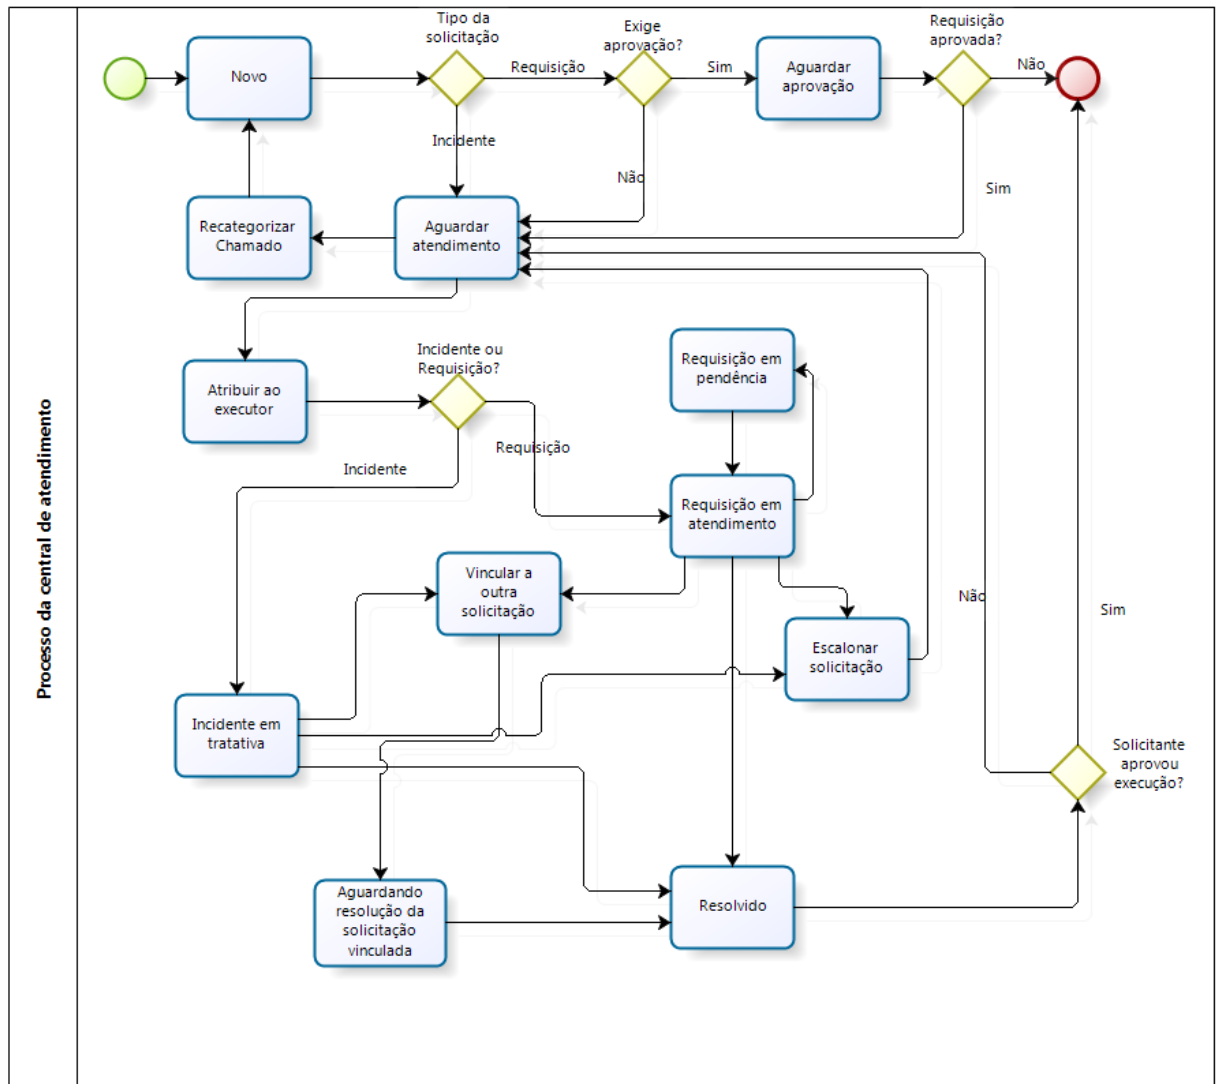 Processo da central de atendimento
Novo
Tipo da
solicitação
Requisição
Exige
aprovação?
Sim
Aguardar
aprovação
Requisição
aprovada?
Não
Incidente
Não
Sim
Recategorizar
Chamado
Aguardar
atendimento
Atribuir ao
executor
Incidente ou
Requisição?
Requisição
Incidente
Requisição em
pendência
Requisição em
atendimento
Vincular a
outra
solicitação
Não
Sim
Escalonar
solicitação
Incidente em
tratativa
Solicitante
aprovou
execução?
Aguardando
resolução da
solicitação
vinculada
Resolvido